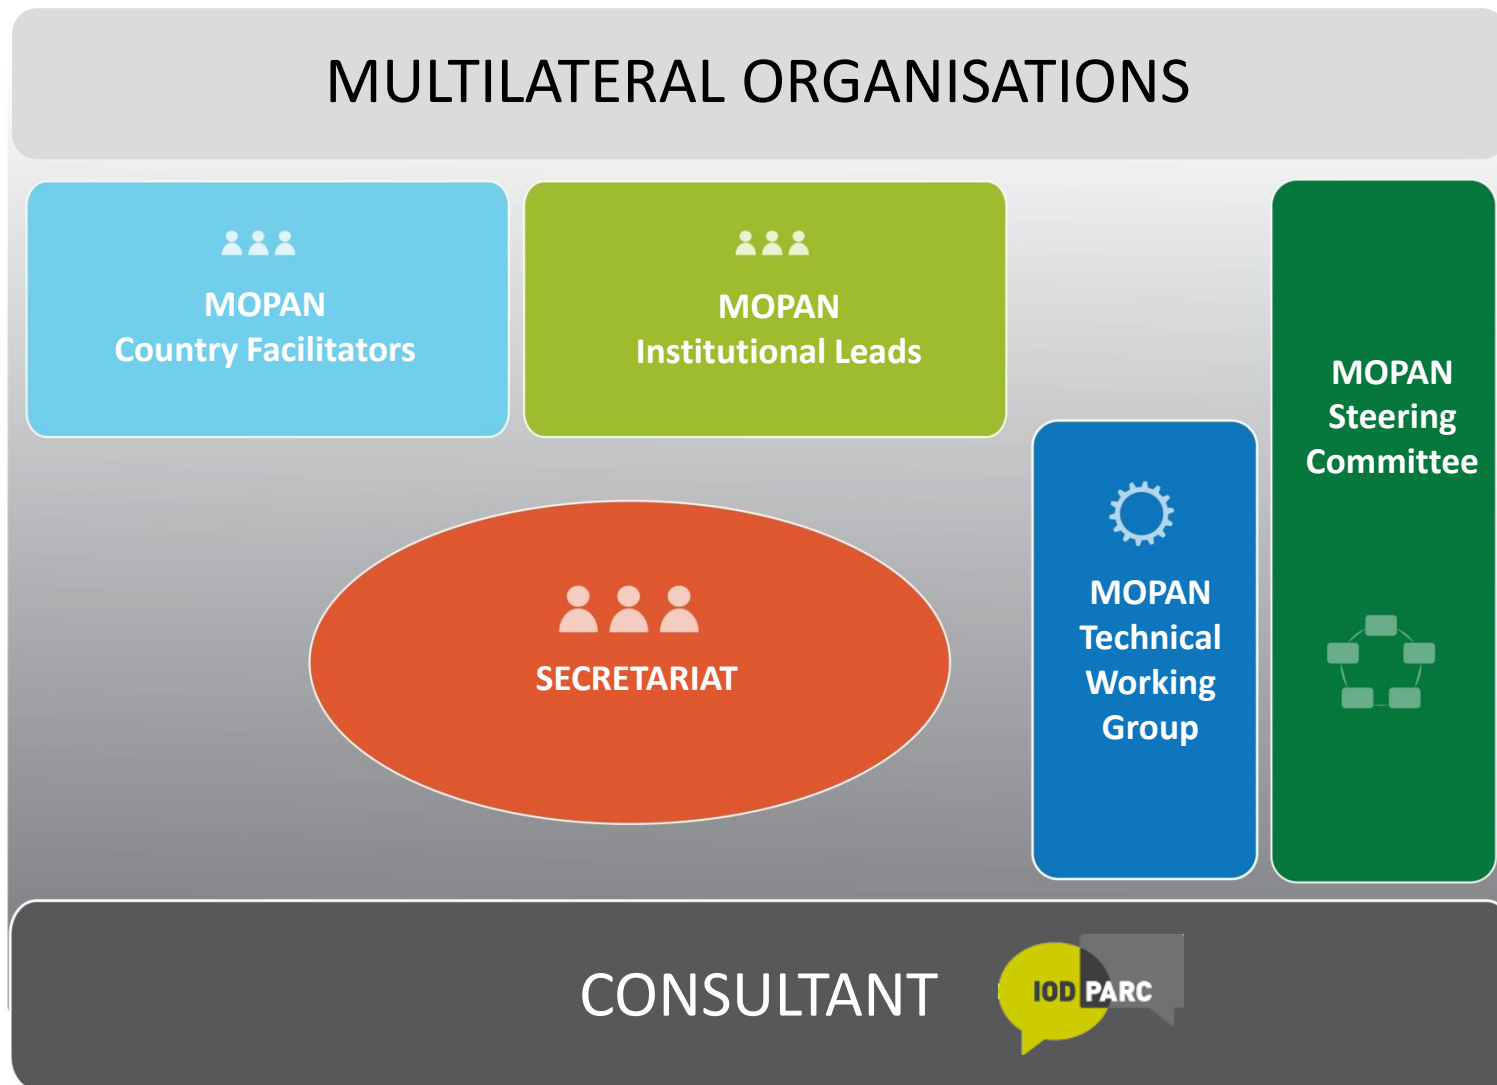 MULTILATERAL ORGANISATIONS
MOPAN
Country Facilitators
MOPAN
Institutional Leads
MOPAN
Steering
Committee
MOPAN
Technical
Working
Group
SECRETARIAT
CONSULTANT
IOD PARC